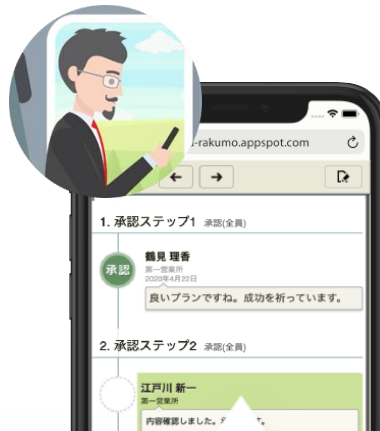 -rakumo.appspot.com
1. 承認ステップ1 承認(全員)
承認
鶴見 理香
第一営業所
2020年4月22日
良いプランですね。成功を祈っています。
2. 承認ステップ2 承認(全員)
江戸川 新一
第一営業所
内容確認しました。
す。